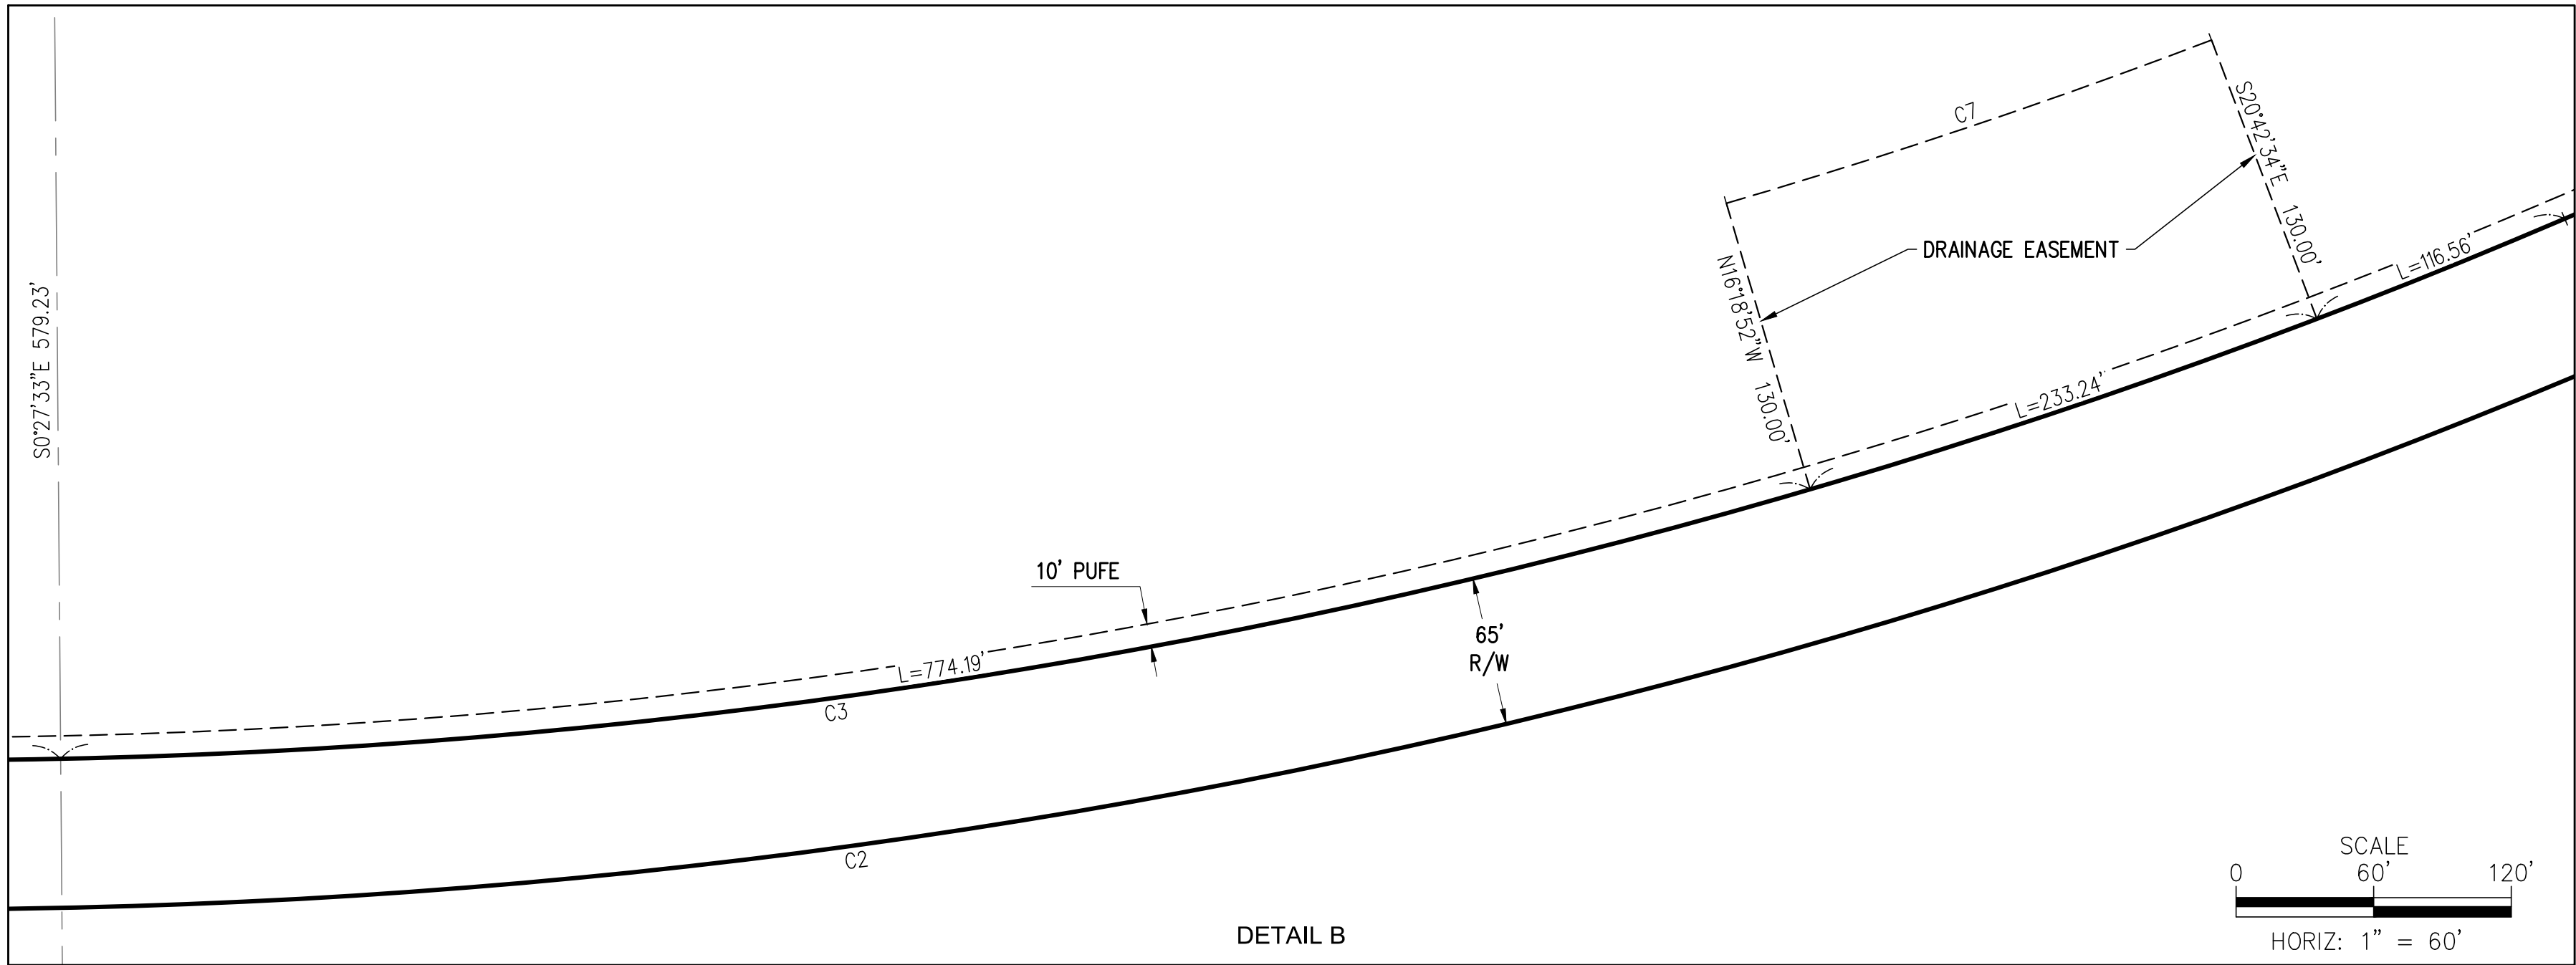 C7
S20°42'34"E 130.00'
DRAINAGE EASEMENT
L=116.56'
N16°18'52"W 130.00'
S0°27'33"E 579.23'
L=233.24'
10' PUFE
65'
R/W
L=774.19'
C3
C2
SCALE
0 60' 120'
HORIZ: 1" = 60'
DETAIL B